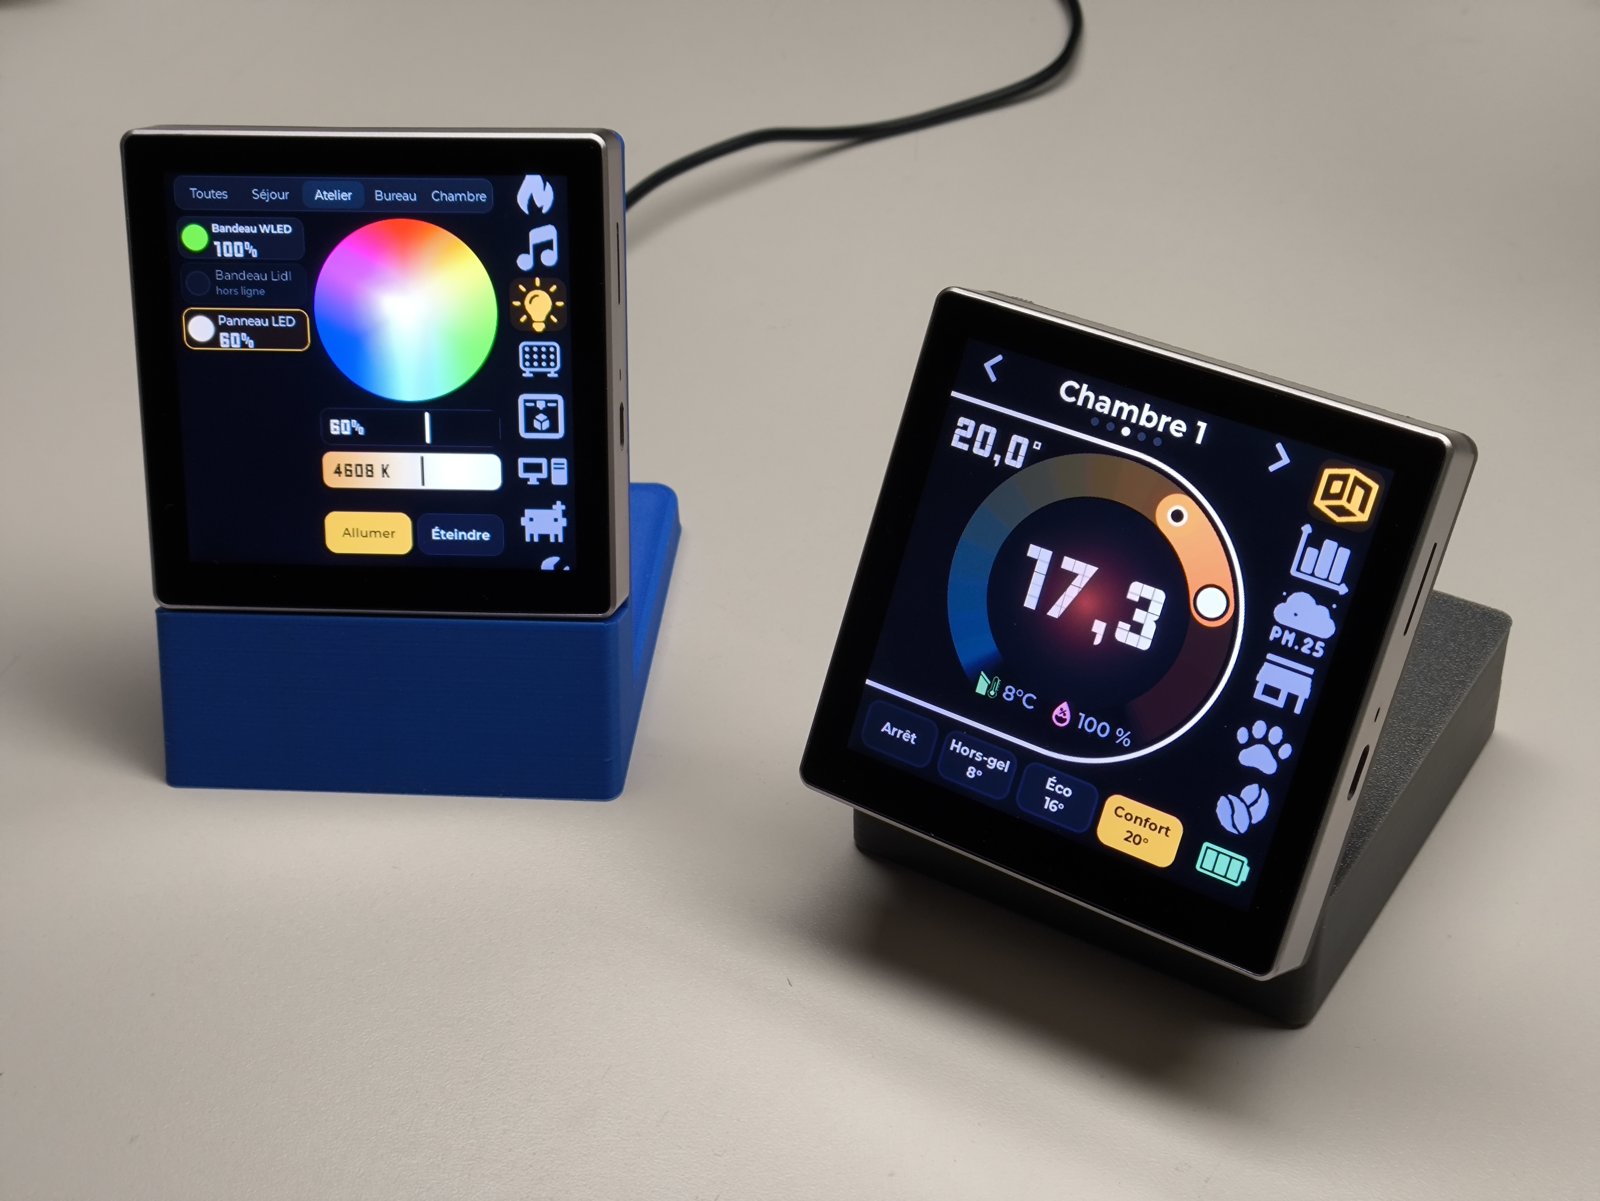 Toutes Séjour Atelier Bureau Chambre
Bandeau WLED
100%
Bandeau Lidl
hors ligne
Panneau LED
60%
60%
4608 K
Allumer Éteindre
Chambre 1
20,0°
17,3
8°C 100 %
Arrêt
Hors-gel
8°
Éco
16°
Confort
20°
PM.25